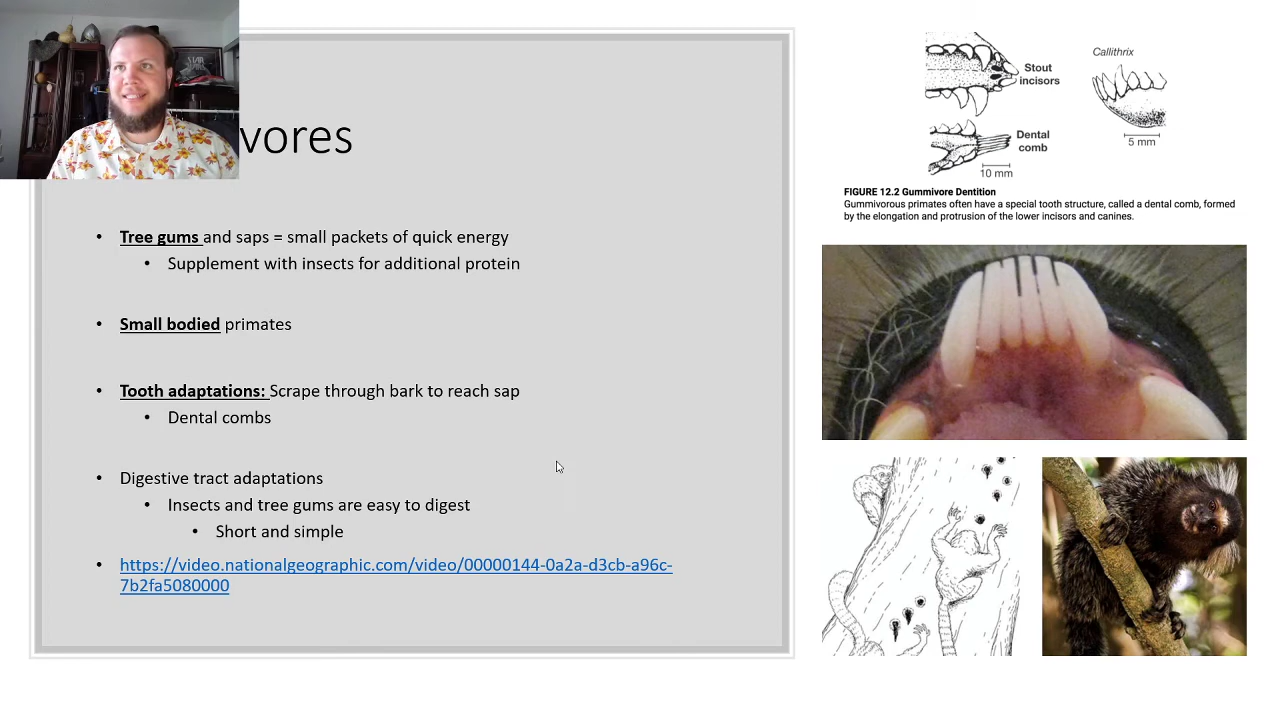 vores
Tree gums and saps = small packets of quick energy
Supplement with insects for additional protein
Small bodied primates
Tooth adaptations: Scrape through bark to reach sap
Dental combs
Digestive tract adaptations
Insects and tree gums are easy to digest
Short and simple
https://video.nationalgeographic.com/video/00000144-0a2a-d3cb-a96c-
7b2fa5080000
Stout
incisors
Callithrix
5 mm
Dental
comb
10 mm
FIGURE 12.2 Gummivore Dentition
Gummivorous primates often have a special tooth structure, called a dental comb, formed
by the elongation and protrusion of the lower incisors and canines.